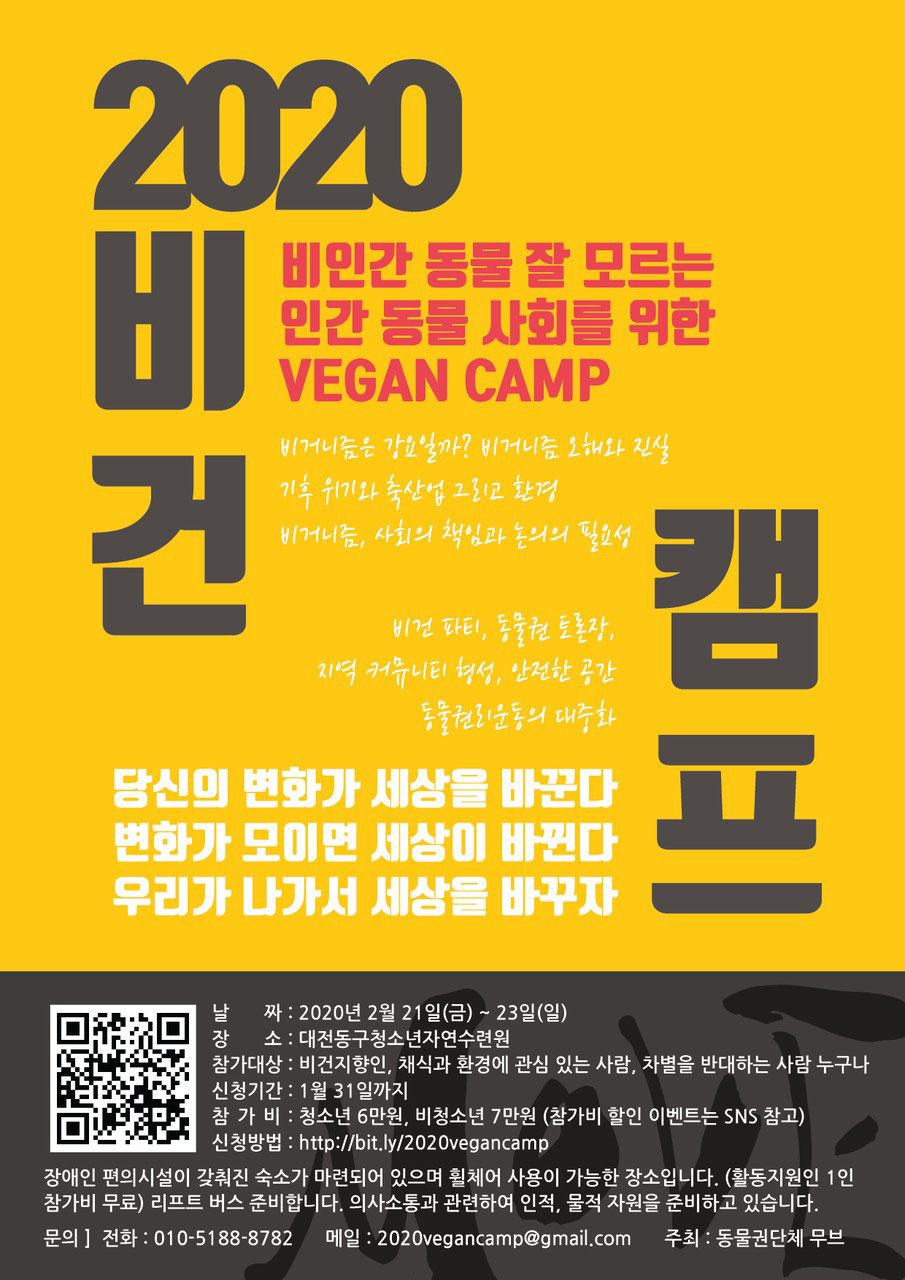 2020
비건
캠프
비인간 동물 잘 모르는
인간 동물 사회를 위한
VEGAN CAMP
비거니즘은 강요일까? 비거니즘 오해와 진실
기후 위기와 축산업 그리고 환경
비거니즘, 사회의 책임과 논의의 필요성
비건 파티, 동물권 토론장,
지역 커뮤니티 형성, 안전한 공간
동물권리운동의 대중화
당신의 변화가 세상을 바꾼다
변화가 모이면 세상이 바뀐다
우리가 나가서 세상을 바꾸자
날 짜 : 2020년 2월 21일(금) ~ 23일(일)
장 소 : 대전동구청소년자연수련원
참가대상 : 비건지향인, 채식과 환경에 관심 있는 사람, 차별을 반대하는 사람 누구나
신청기간 : 1월 31일까지
참 가 비 : 청소년 6만원, 비청소년 7만원 (참가비 할인 이벤트는 SNS 참고)
신청방법 : http://bit.ly/2020vegancamp
장애인 편의시설이 갖춰진 숙소가 마련되어 있으며 휠체어 사용이 가능한 장소입니다. (활동지원인 1인
참가비 무료) 리프트 버스 준비합니다. 의사소통과 관련하여 인적, 물적 자원을 준비하고 있습니다.
문의 ] 전화 : 010-5188-8782 메일 : 2020vegancamp@gmail.com 주최 : 동물권단체 무브
MOVE